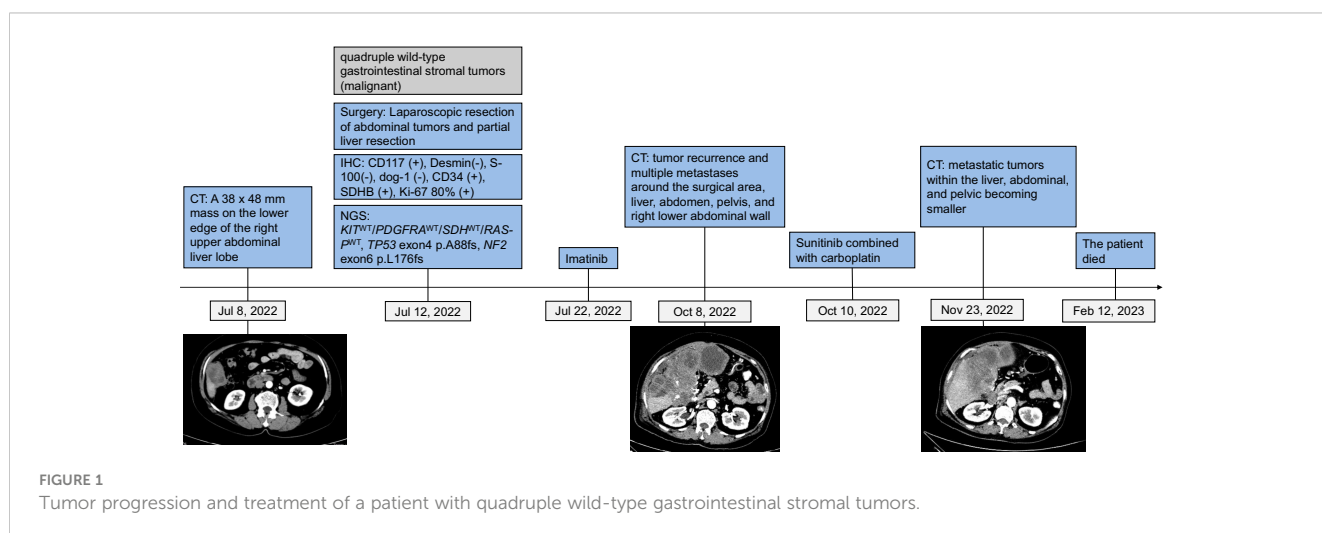 quadruple wild-type
gastrointestinal stromal tumors
(malignant)
Surgery: Laparoscopic resection
of abdominal tumors and partial
liver resection
IHC: CD117 (+), Desmin(-), S-
100(-), dog-1 (-), CD34 (+),
SDHB (+), Ki-67 80% (+)
NGS:
KITWT/PDGFRAWT/SDHWT/RAS-
PWT, TP53 exon4 p.A88fs, NF2
exon6 p.L176fs
CT: A 38 x 48 mm
mass on the lower
edge of the right
upper abdominal
liver lobe
Imatinib
CT: tumor recurrence and
multiple metastases
around the surgical area,
liver, abdomen, pelvis, and
right lower abdominal wall
Sunitinib combined
with carboplatin
CT: metastatic tumors
within the liver, abdominal,
and pelvic becoming
smaller
The patient
died
Jul 8, 2022
Jul 12, 2022
Jul 22, 2022
Oct 8, 2022
Oct 10, 2022
Nov 23, 2022
Feb 12, 2023
FIGURE 1
Tumor progression and treatment of a patient with quadruple wild-type gastrointestinal stromal tumors.